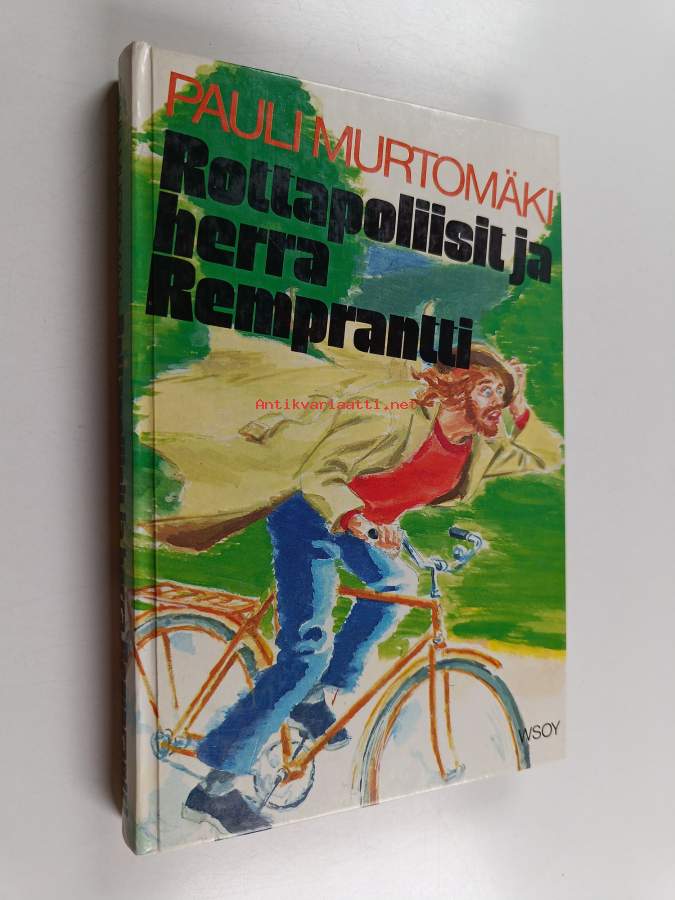 PAULI MURTOMÄKI
Rottapoliisit ja
herra
Remprantti
Antikvariaatti.net
WSOY